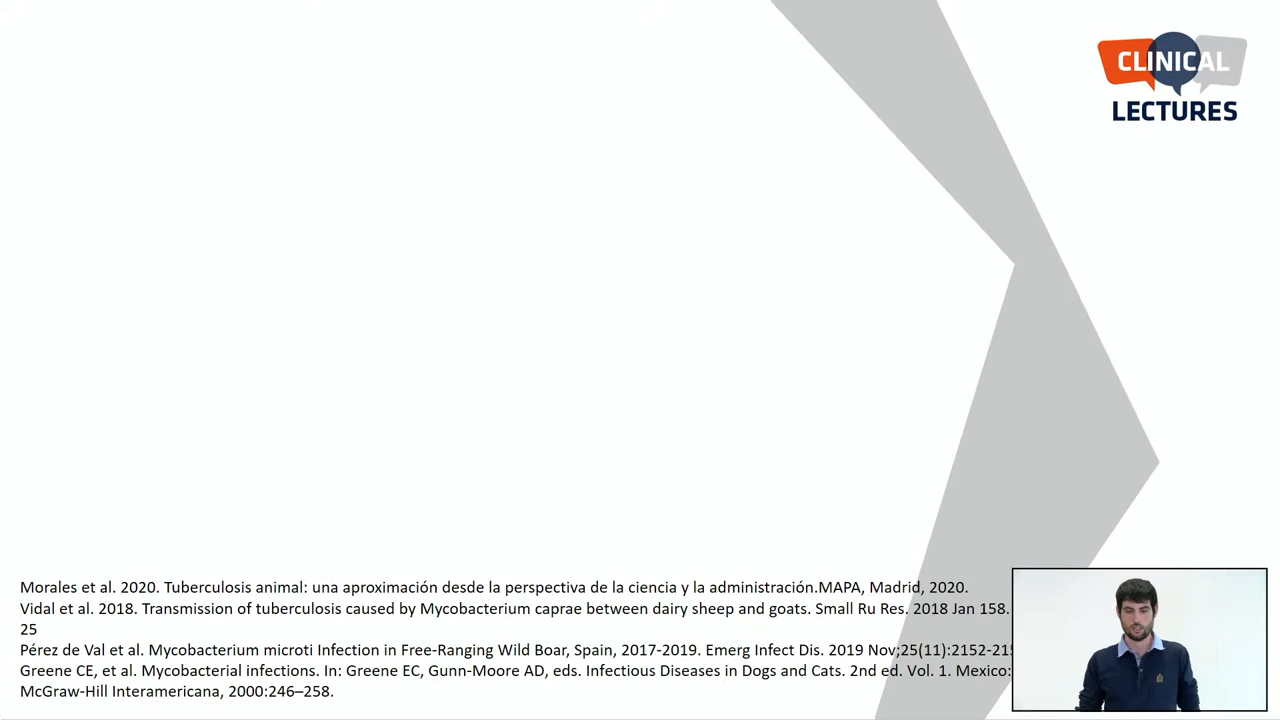 CLINICAL
LECTURES
Morales et al. 2020. Tuberculosis animal: una aproximación desde la perspectiva de la ciencia y la administración.MAPA, Madrid, 2020.
Vidal et al. 2018. Transmission of tuberculosis caused by Mycobacterium caprae between dairy sheep and goats. Small Ru Res. 2018 Jan 158.
25
Pérez de Val et al. Mycobacterium microti Infection in Free-Ranging Wild Boar, Spain, 2017-2019. Emerg Infect Dis. 2019 Nov;25(11):2152-21
Greene CE, et al. Mycobacterial infections. In: Greene EC, Gunn-Moore AD, eds. Infectious Diseases in Dogs and Cats. 2nd ed. Vol. 1. Mexico:
McGraw-Hill Interamericana, 2000:246–258.